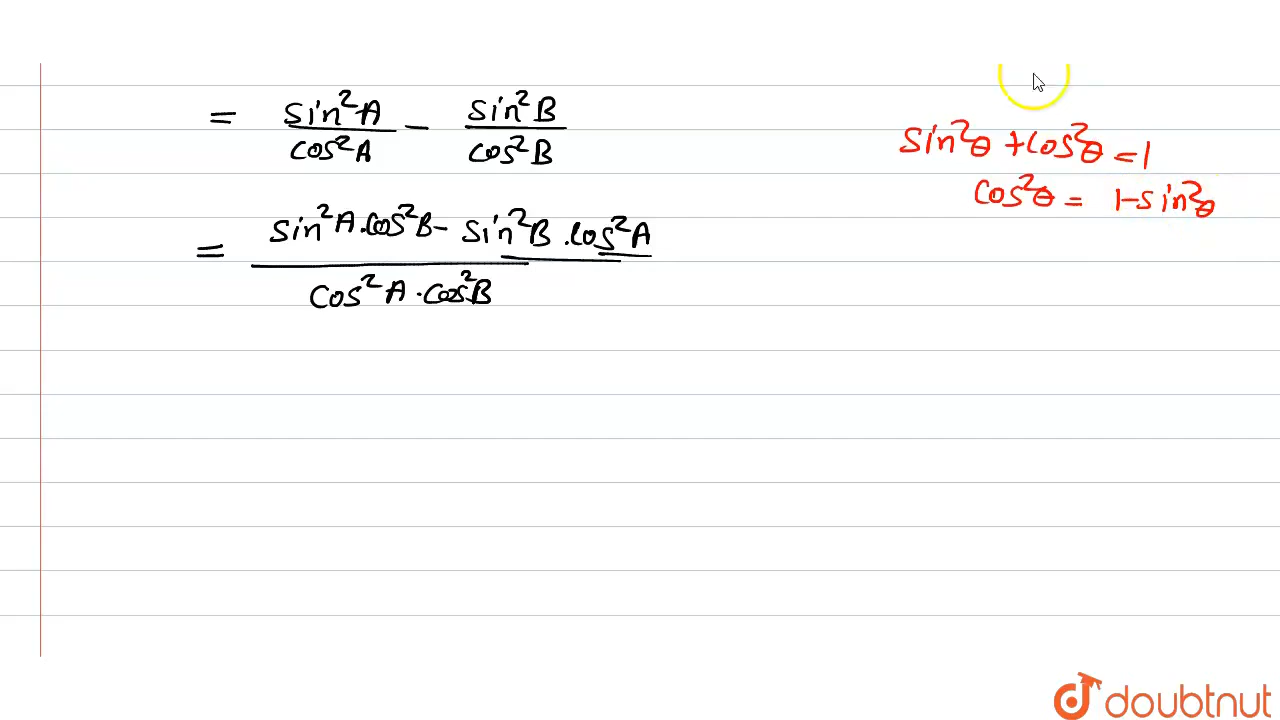 = sin²A/cos²A - sin²B/cos²B
sin²θ + cos²θ = 1
cos²θ = 1 - sin²θ
= sin²A.cos²B - sin²B.cos²A / cos²A.cos²B
doubtnut